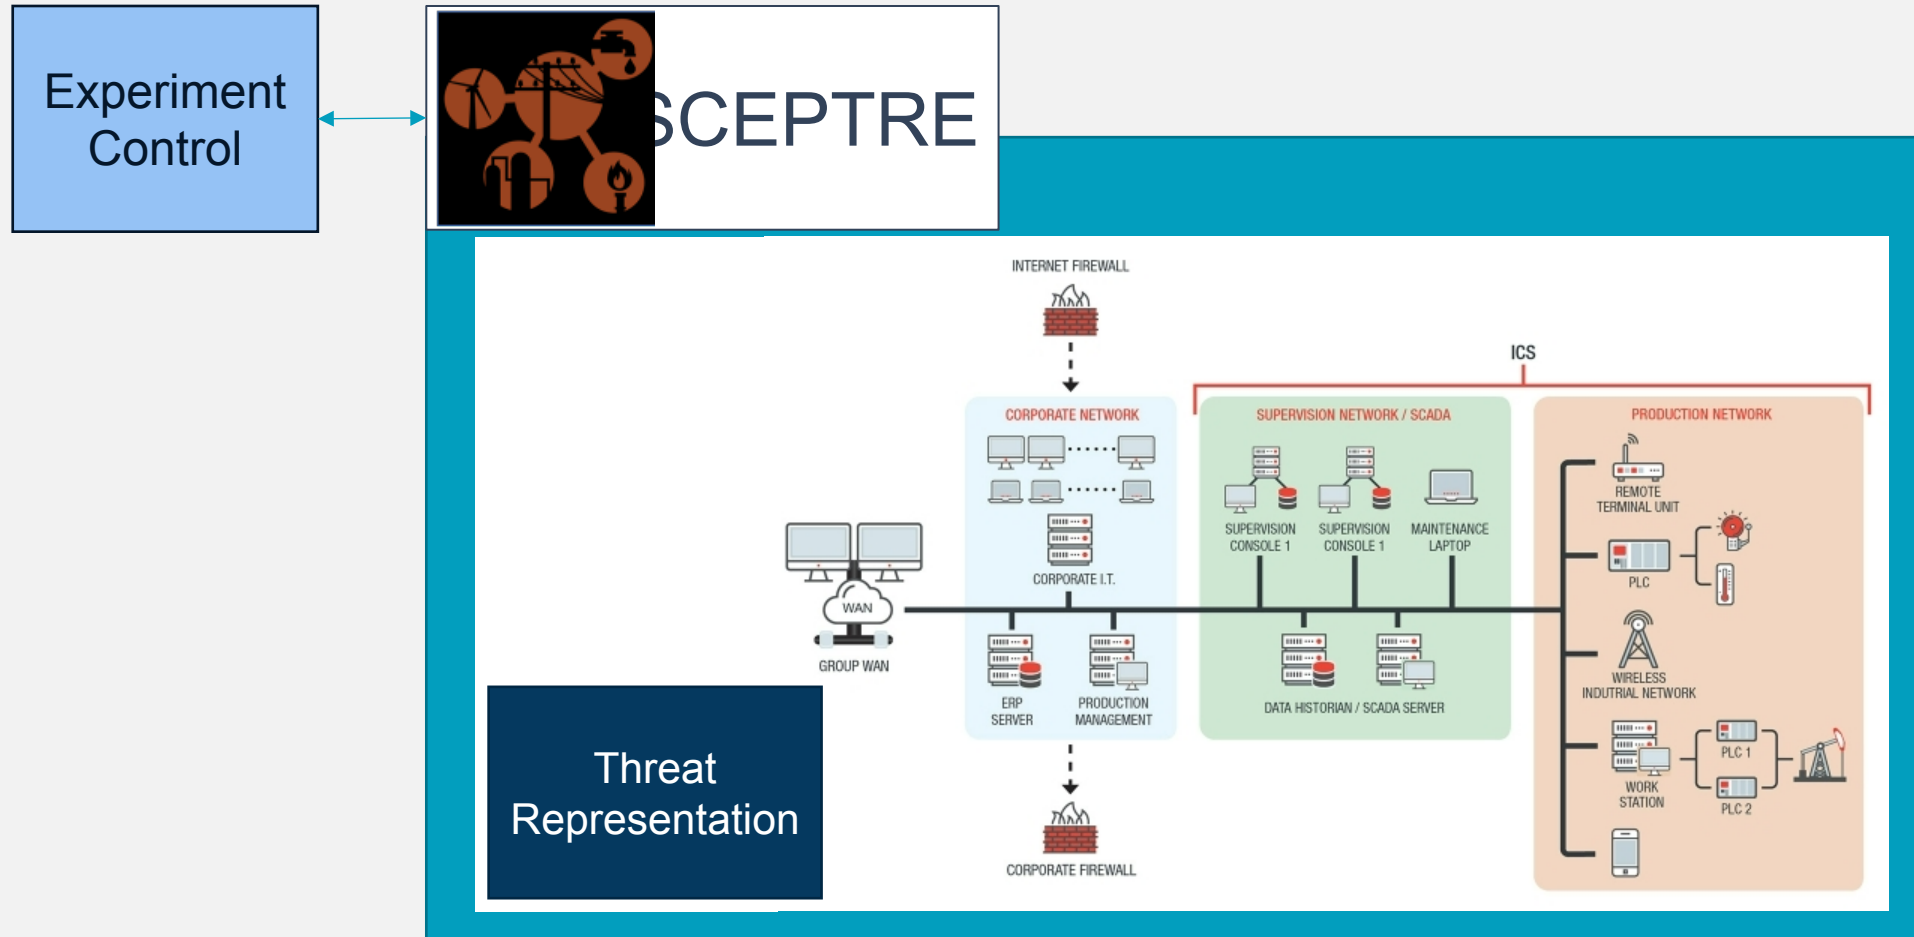 Experiment
Control
SCEPTRE
INTERNET FIREWALL
ICS
CORPORATE NETWORK
SUPERVISION NETWORK / SCADA
PRODUCTION NETWORK
REMOTE
TERMINAL UNIT
SUPERVISION
CONSOLE 1
SUPERVISION
CONSOLE 1
MAINTENANCE
LAPTOP
CORPORATE I.T.
PLC
WAN
GROUP WAN
WIRELESS
INDUTRIAL NETWORK
ERP
SERVER
PRODUCTION
MANAGEMENT
DATA HISTORIAN / SCADA SERVER
PLC 1
WORK
STATION
PLC 2
Threat
Representation
CORPORATE FIREWALL